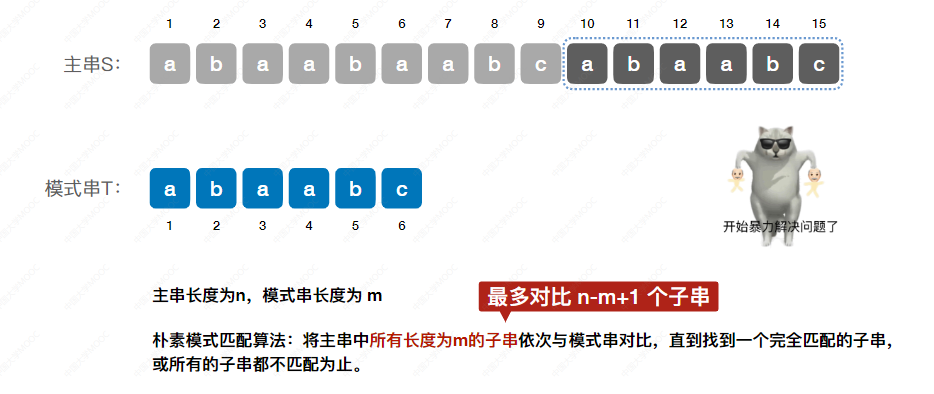 1 2 3 4 5 6 7 8 9 10 11 12 13 14 15
主串S： a b a a b a a b c a b a a b c
模式串T： a b a a b c
1 2 3 4 5 6
开始暴力解决问题了
主串长度为n，模式串长度为 m
最多对比 n-m+1 个子串
朴素模式匹配算法：将主串中所有长度为m的子串依次与模式串对比，直到找到一个完全匹配的子串，
或所有的子串都不匹配为止。